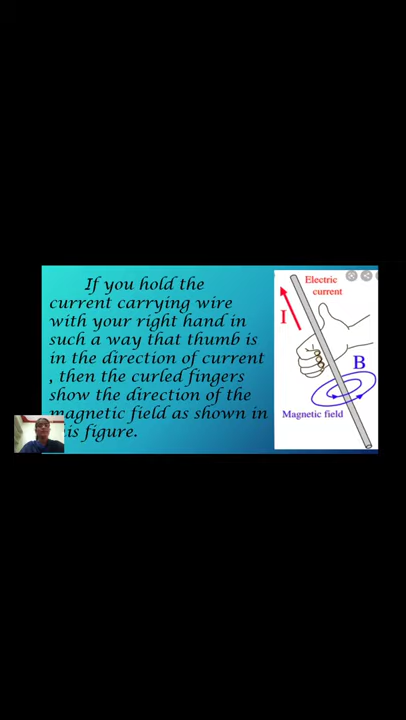 If you hold the
current carrying wire
with your right hand in
such a way that thumb is
in the direction of current
, then the curled fingers
show the direction of the
magnetic field as shown in
is figure.
Electric
current
I
B
Magnetic field